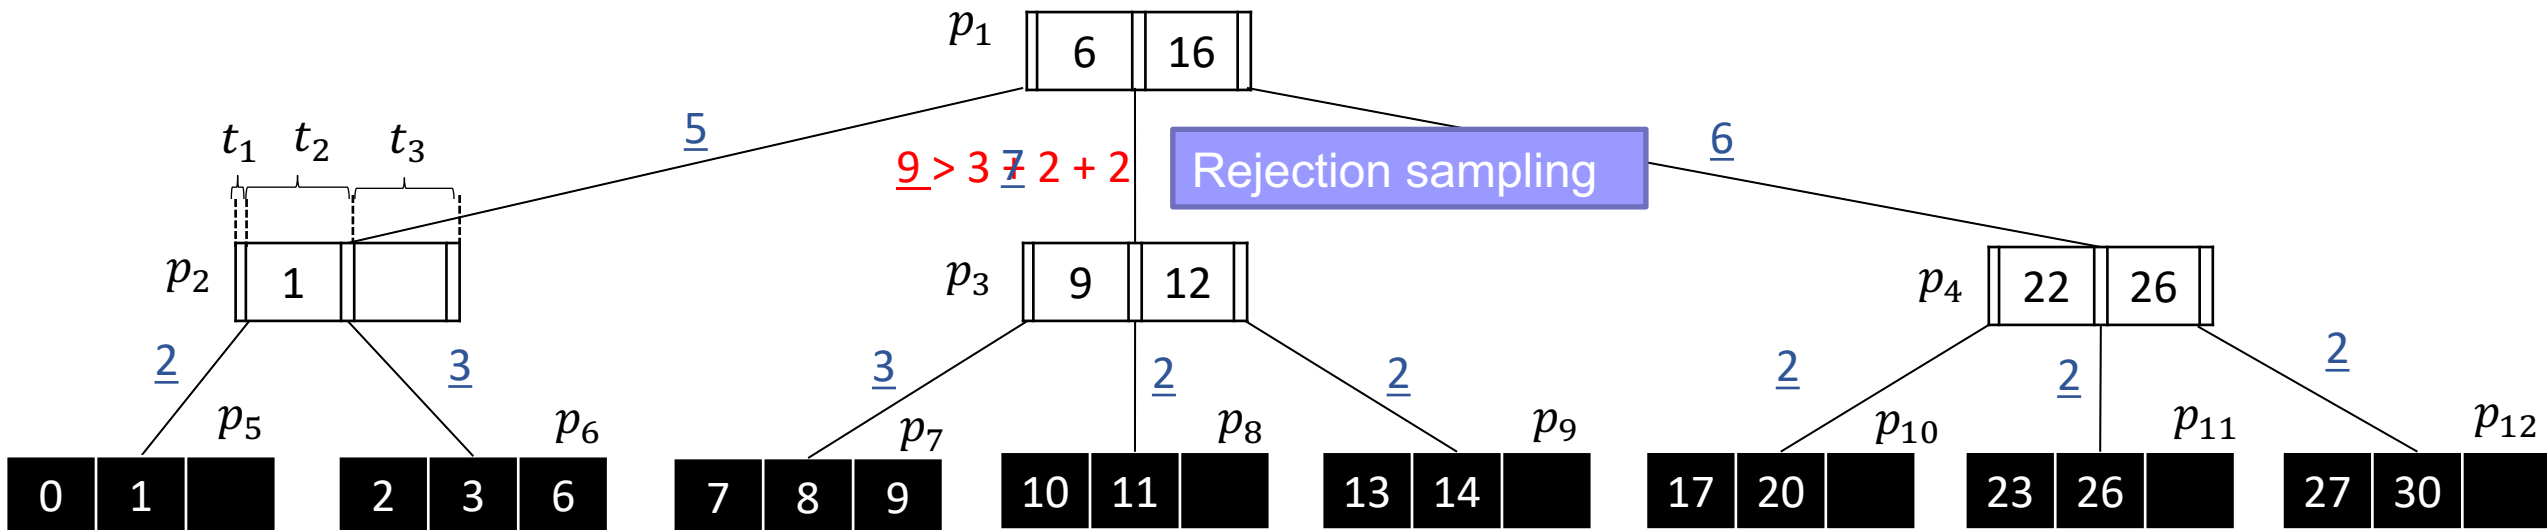 p₁
6 16
5
6
t₁ t₂ t₃
9 > 3 + 2 + 2
7
Rejection sampling
p₂
1
p₃
9 12
p₄
22 26
2
3
3
2
2
2
2
2
p₅
p₆
p₇
p₈
p₉
p₁₀
p₁₁
p₁₂
0 1
2 3 6
7 8 9
10 11
13 14
17 20
23 26
27 30